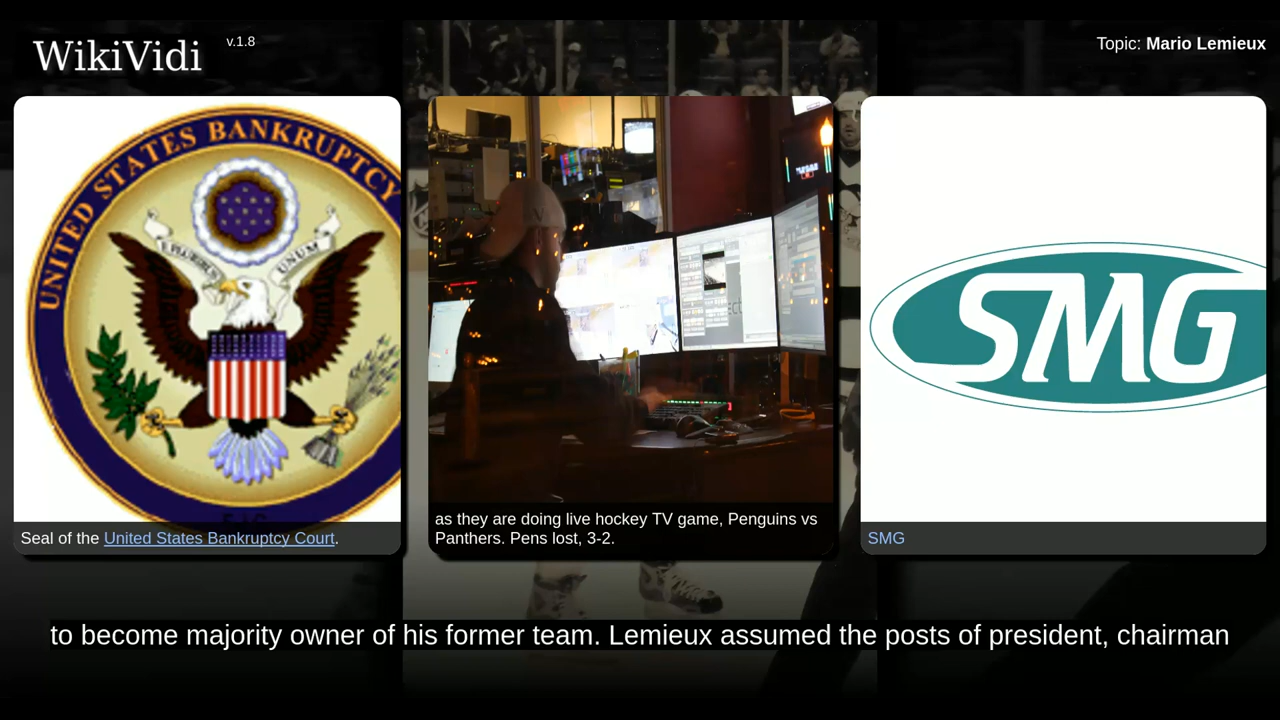 WikiVidi
v.1.8
Topic: Mario Lemieux
UNITED STATES BANKRUPTCY
E PLURIBUS UNUM
Seal of the United States Bankruptcy Court.
as they are doing live hockey TV game, Penguins vs
Panthers. Pens lost, 3-2.
SMG
SMG
to become majority owner of his former team. Lemieux assumed the posts of president, chairman